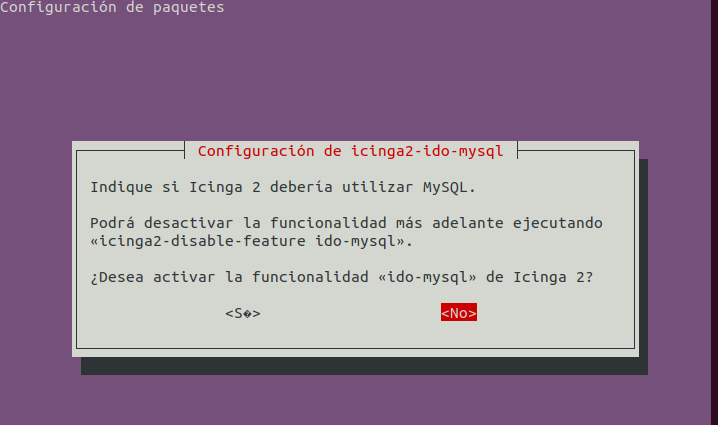 Configuración de paquetes
Configuración de icinga2-ido-mysql
Indique si Icinga 2 debería utilizar MySQL.
Podrá desactivar la funcionalidad más adelante ejecutando
«icinga2-disable-feature ido-mysql».
¿Desea activar la funcionalidad «ido-mysql» de Icinga 2?
<S�> <No>